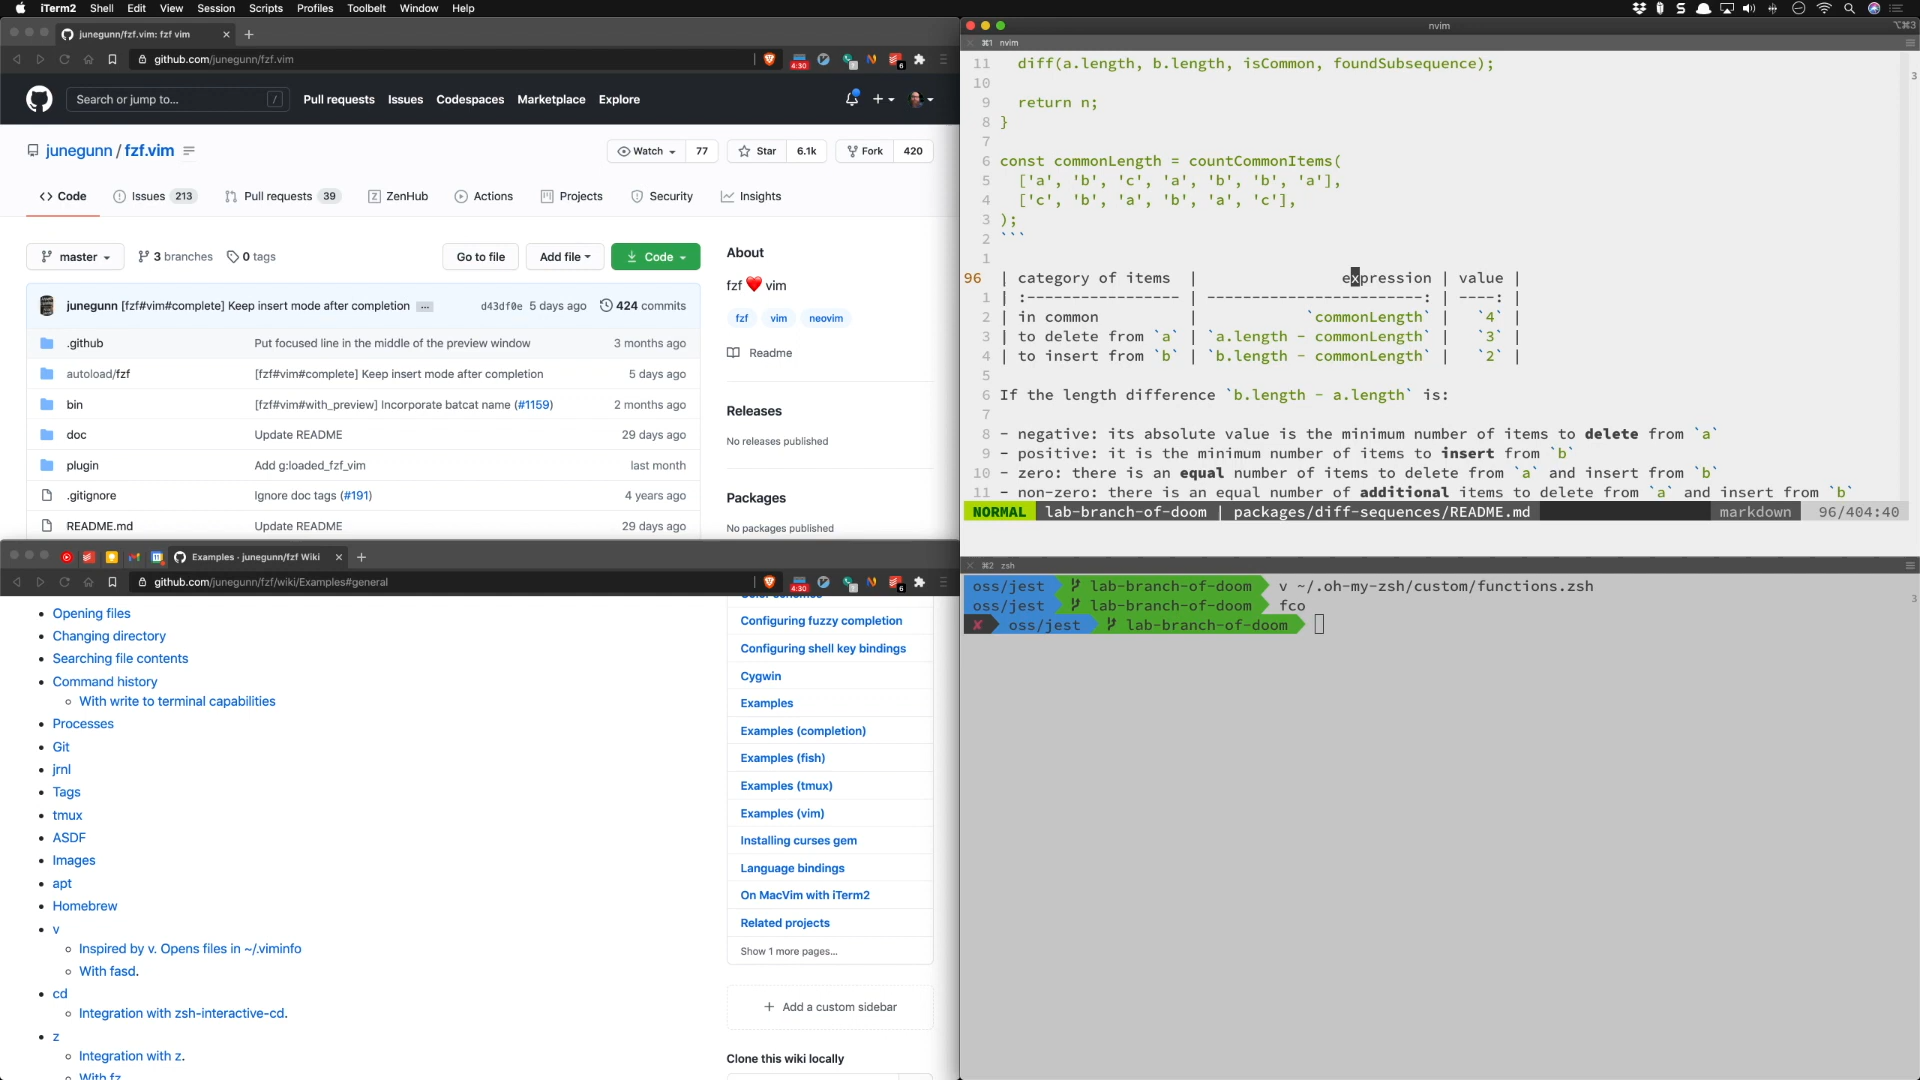 iTerm2 Shell Edit View Session Scripts Profiles Toolbelt Window Help
junegunn/fzf.vim: fzf vim
github.com/junegunn/fzf.vim
4:30
6
Search or jump to... /
Pull requests Issues Codespaces Marketplace Explore
junegunn / fzf.vim
Watch 77 Star 6.1k Fork 420
Code Issues 213 Pull requests 39 ZenHub Actions Projects Security Insights
master 3 branches 0 tags Go to file Add file Code
junegunn [fzf#vim#complete] Keep insert mode after completion ... d43df0e 5 days ago 424 commits
.github Put focused line in the middle of the preview window 3 months ago
autoload/fzf [fzf#vim#complete] Keep insert mode after completion 5 days ago
bin [fzf#vim#with_preview] Incorporate batcat name (#1159) 2 months ago
doc Update README 29 days ago
plugin Add g:loaded_fzf_vim last month
.gitignore Ignore doc tags (#191) 4 years ago
README.md Update README 29 days ago
About
fzf ❤️ vim
fzf vim neovim
Readme
Releases
No releases published
Packages
No packages published
Examples · junegunn/fzf Wiki
github.com/junegunn/fzf/wiki/Examples#general
4:30
6
Opening files
Changing directory
Searching file contents
Command history
With write to terminal capabilities
Processes
Git
jrnl
Tags
tmux
ASDF
Images
apt
Homebrew
v
Inspired by v. Opens files in ~/.viminfo
With fasd.
cd
Integration with zsh-interactive-cd.
z
Integration with z.
With fz
Color schemes
Configuring fuzzy completion
Configuring shell key bindings
Cygwin
Examples
Examples (completion)
Examples (fish)
Examples (tmux)
Examples (vim)
Installing curses gem
Language bindings
On MacVim with iTerm2
Related projects
Show 1 more pages...
+ Add a custom sidebar
Clone this wiki locally
nvim
⌥⌘3
⌘1 nvim
11 diff(a.length, b.length, isCommon, foundSubsequence);
10
9 return n;
8 }
7
6 const commonLength = countCommonItems(
5 ['a', 'b', 'c', 'a', 'b', 'b', 'a'],
4 ['c', 'b', 'a', 'b', 'a', 'c'],
3 );
2 ```
1
96 | category of items | expression | value |
1 | :----------------- | ------------------------: | ----: |
2 | in common | `commonLength` | `4` |
3 | to delete from `a` | `a.length - commonLength` | `3` |
4 | to insert from `b` | `b.length - commonLength` | `2` |
5
6 If the length difference `b.length - a.length` is:
7
8 - negative: its absolute value is the minimum number of items to delete from `a`
9 - positive: it is the minimum number of items to insert from `b`
10 - zero: there is an equal number of items to delete from `a` and insert from `b`
11 - non-zero: there is an equal number of additional items to delete from `a` and insert from `b`
NORMAL lab-branch-of-doom | packages/diff-sequences/README.md markdown 96/404:40
3
⌘2 zsh
oss/jest lab-branch-of-doom v ~/.oh-my-zsh/custom/functions.zsh
oss/jest lab-branch-of-doom fco
✘ oss/jest lab-branch-of-doom
3